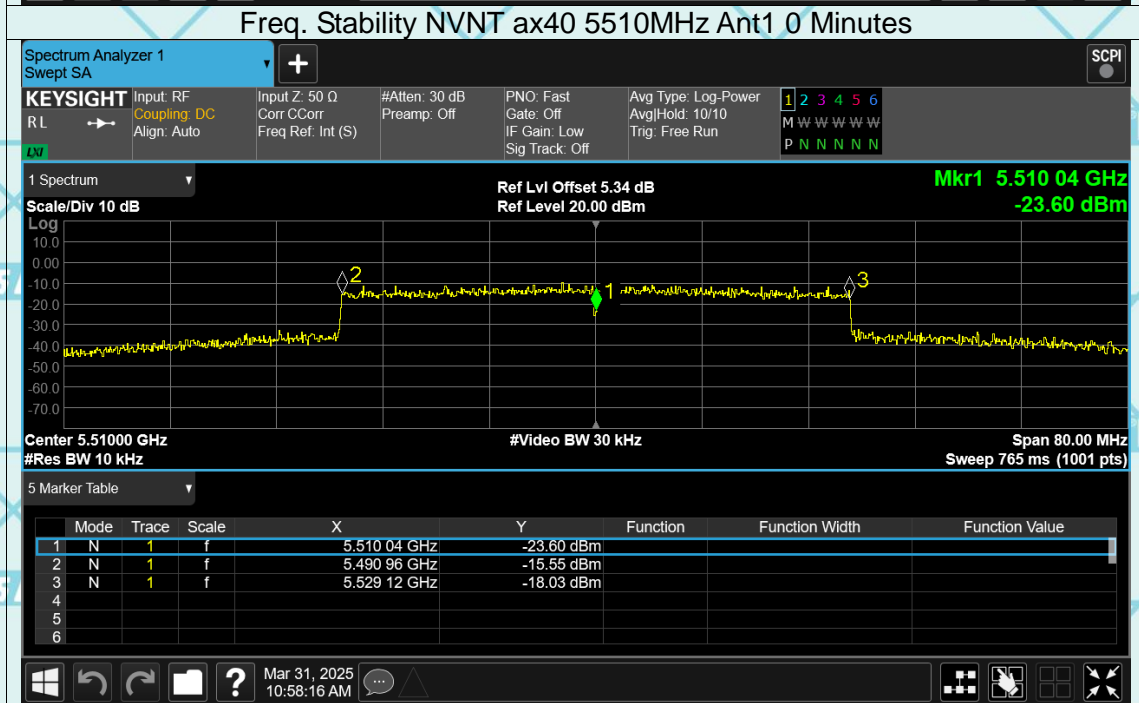 Freq. Stability NVNT ax40 5510MHz Ant1 0 Minutes
Spectrum Analyzer 1
Swept SA
+
SCPI
KEYSIGHT Input: RF Input Z: 50 Ω #Atten: 30 dB PNO: Fast Avg Type: Log-Power 1 2 3 4 5 6
R L Coupling: DC Corr CCorr Preamp: Off Gate: Off Avg|Hold: 10/10 M W W W W W
Align: Auto Freq Ref: Int (S) IF Gain: Low Trig: Free Run
LXI Sig Track: Off P N N N N N
1 Spectrum
Ref Lvl Offset 5.34 dB Mkr1 5.510 04 GHz
Scale/Div 10 dB Ref Level 20.00 dBm -23.60 dBm
Log
10.0
0.00
-10.0
-20.0
-30.0
-40.0
-50.0
-60.0
-70.0
2
1
3
Center 5.51000 GHz #Video BW 30 kHz Span 80.00 MHz
#Res BW 10 kHz Sweep 765 ms (1001 pts)
5 Marker Table
Mode Trace Scale X Y Function Function Width Function Value
1 N 1 f 5.510 04 GHz -23.60 dBm
2 N 1 f 5.490 96 GHz -15.55 dBm
3 N 1 f 5.529 12 GHz -18.03 dBm
4
5
6
? Mar 31, 2025
10:58:16 AM